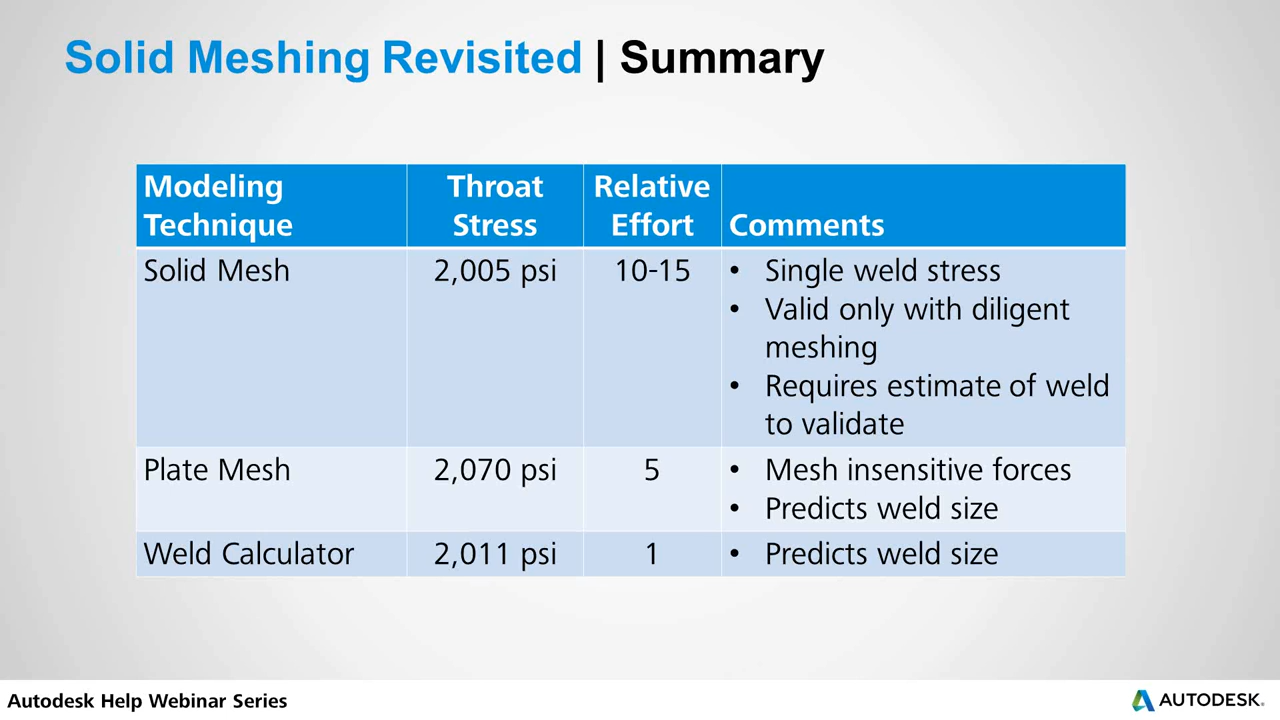 Solid Meshing Revisited | Summary
Modeling Technique
Throat Stress
Relative Effort
Comments
Solid Mesh
2,005 psi
10-15
• Single weld stress
• Valid only with diligent
meshing
• Requires estimate of weld
to validate
Plate Mesh
2,070 psi
5
• Mesh insensitive forces
• Predicts weld size
Weld Calculator
2,011 psi
1
• Predicts weld size
Autodesk Help Webinar Series
AUTODESK®